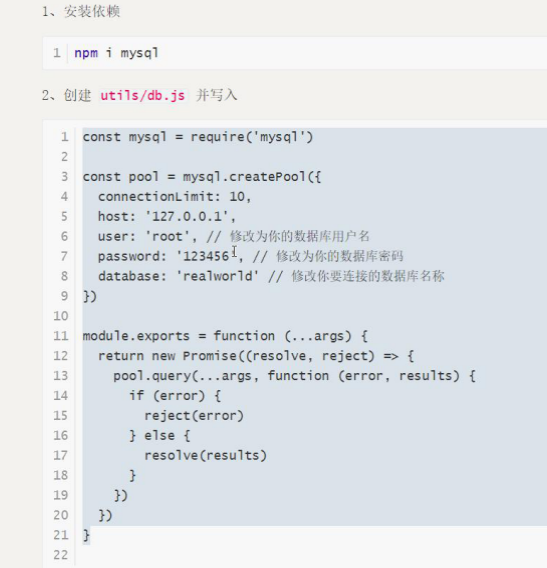 1、安装依赖
1 npm i mysql
2、创建 utils/db.js 并写入
1 const mysql = require('mysql')
2
3 const pool = mysql.createPool({
4 connectionLimit: 10,
5 host: '127.0.0.1',
6 user: 'root', // 修改为你的数据库用户名
7 password: '123456', // 修改为你的数据库密码
8 database: 'realworld' // 修改你要连接的数据库名称
9 })
10
11 module.exports = function (...args) {
12 return new Promise((resolve, reject) => {
13 pool.query(...args, function (error, results) {
14 if (error) {
15 reject(error)
16 } else {
17 resolve(results)
18 }
19 })
20 })
21 }
22